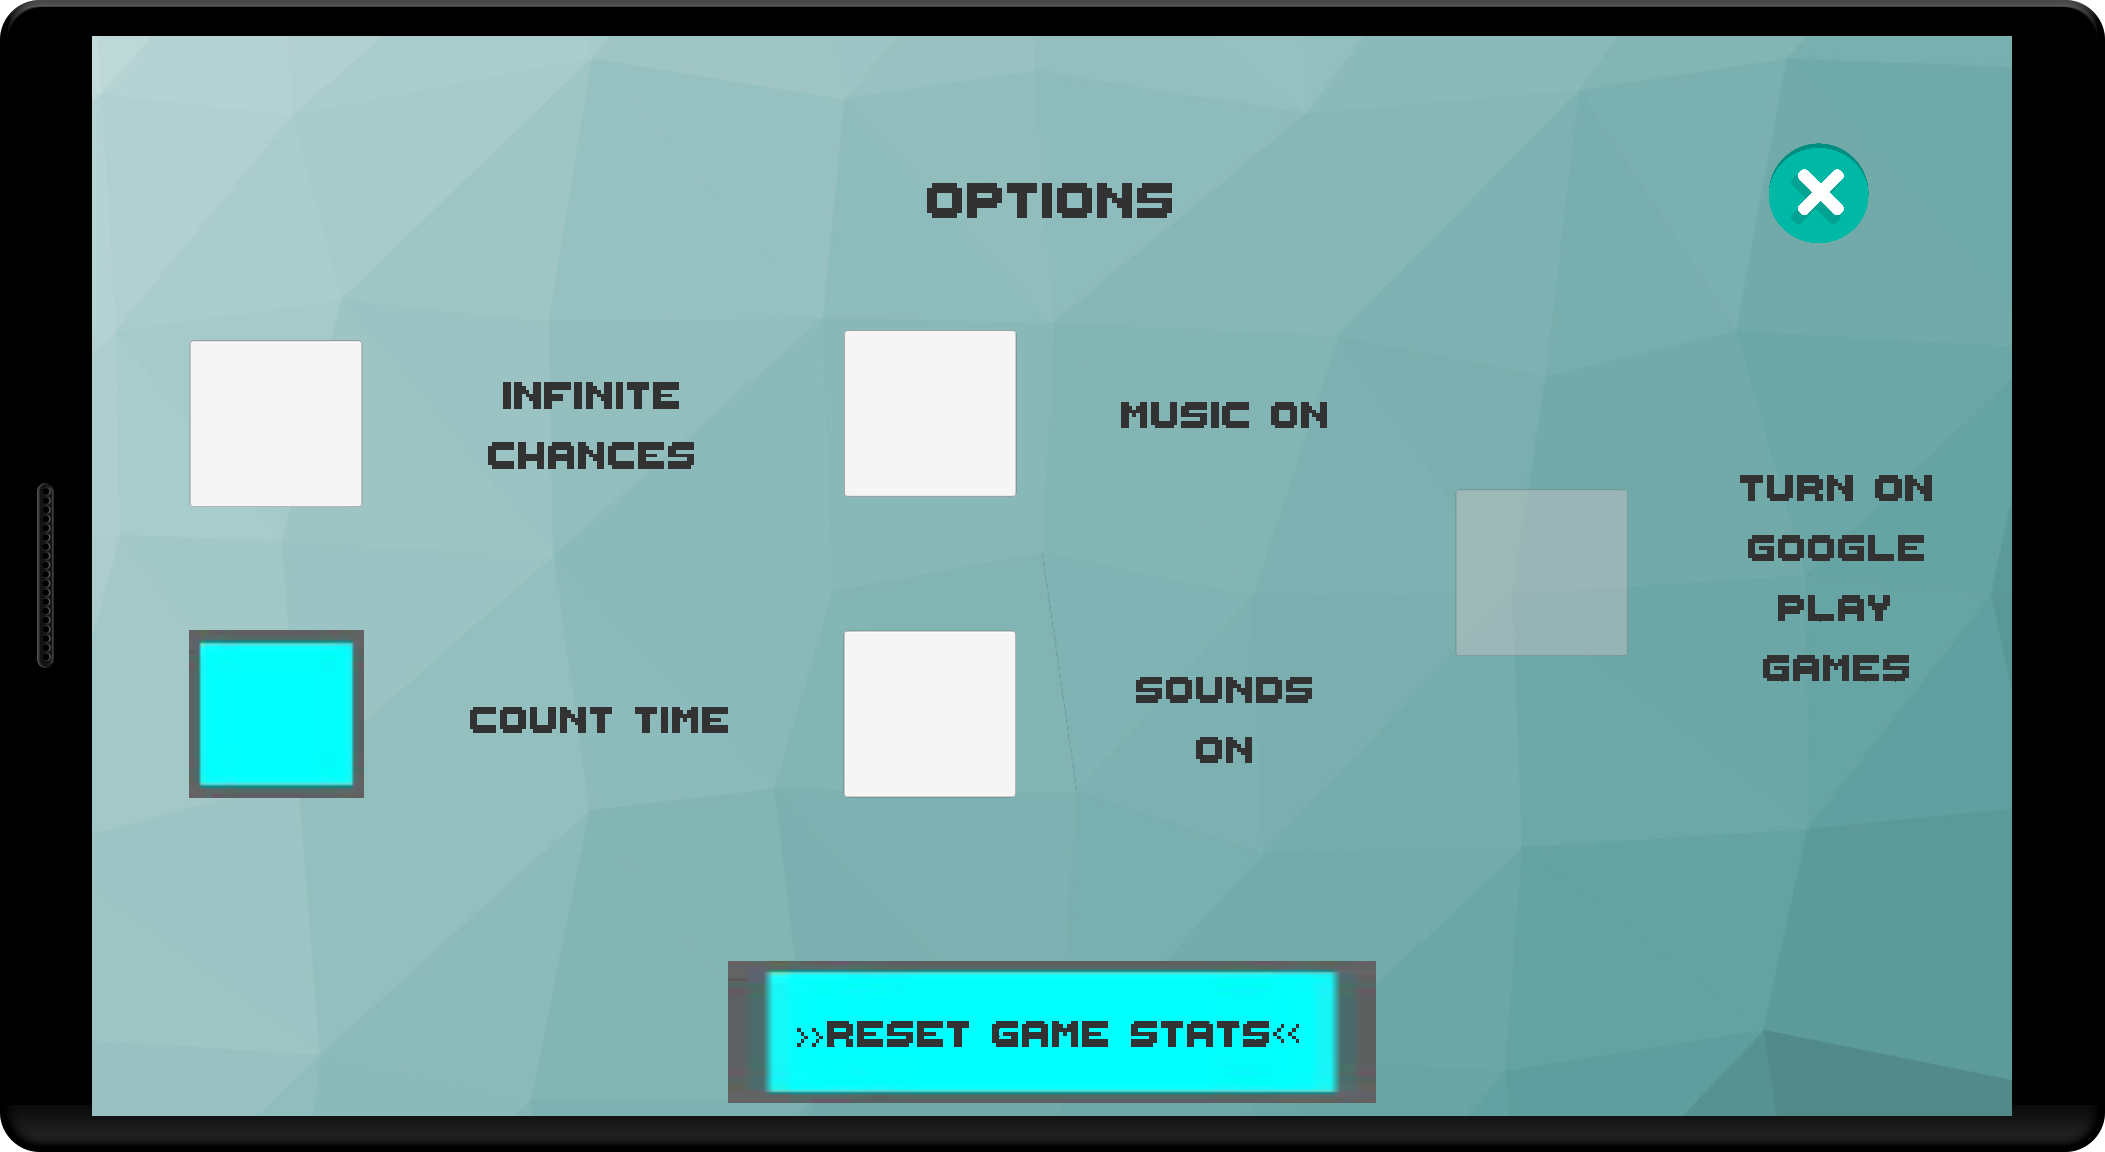 OPTIONS
INFINITE
CHANCES
MUSIC ON
TURN ON
GOOGLE
PLAY
GAMES
COUNT TIME
SOUNDS
ON
>>RESET GAME STATS<<